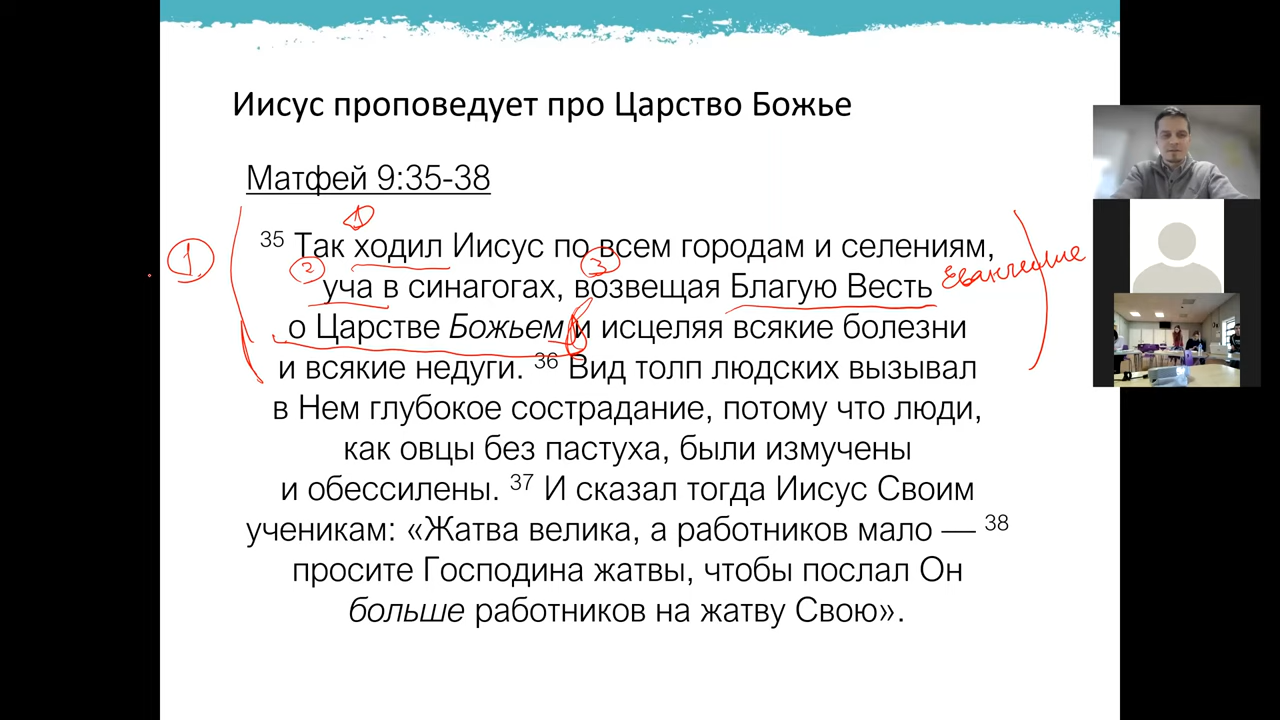 Иисус проповедует про Царство Божье
Матфей 9:35-38
1
1
35 Так ходил Иисус по всем городам и селениям,
2
3
Евангелие
уча в синагогах, возвещая Благую Весть
о Царстве Божьем и исцеляя всякие болезни
и всякие недуги. 36 Вид толп людских вызывал
в Нем глубокое сострадание, потому что люди,
как овцы без пастуха, были измучены
и обессилены. 37 И сказал тогда Иисус Своим
ученикам: «Жатва велика, а работников мало — 38
просите Господина жатвы, чтобы послал Он
больше работников на жатву Свою».